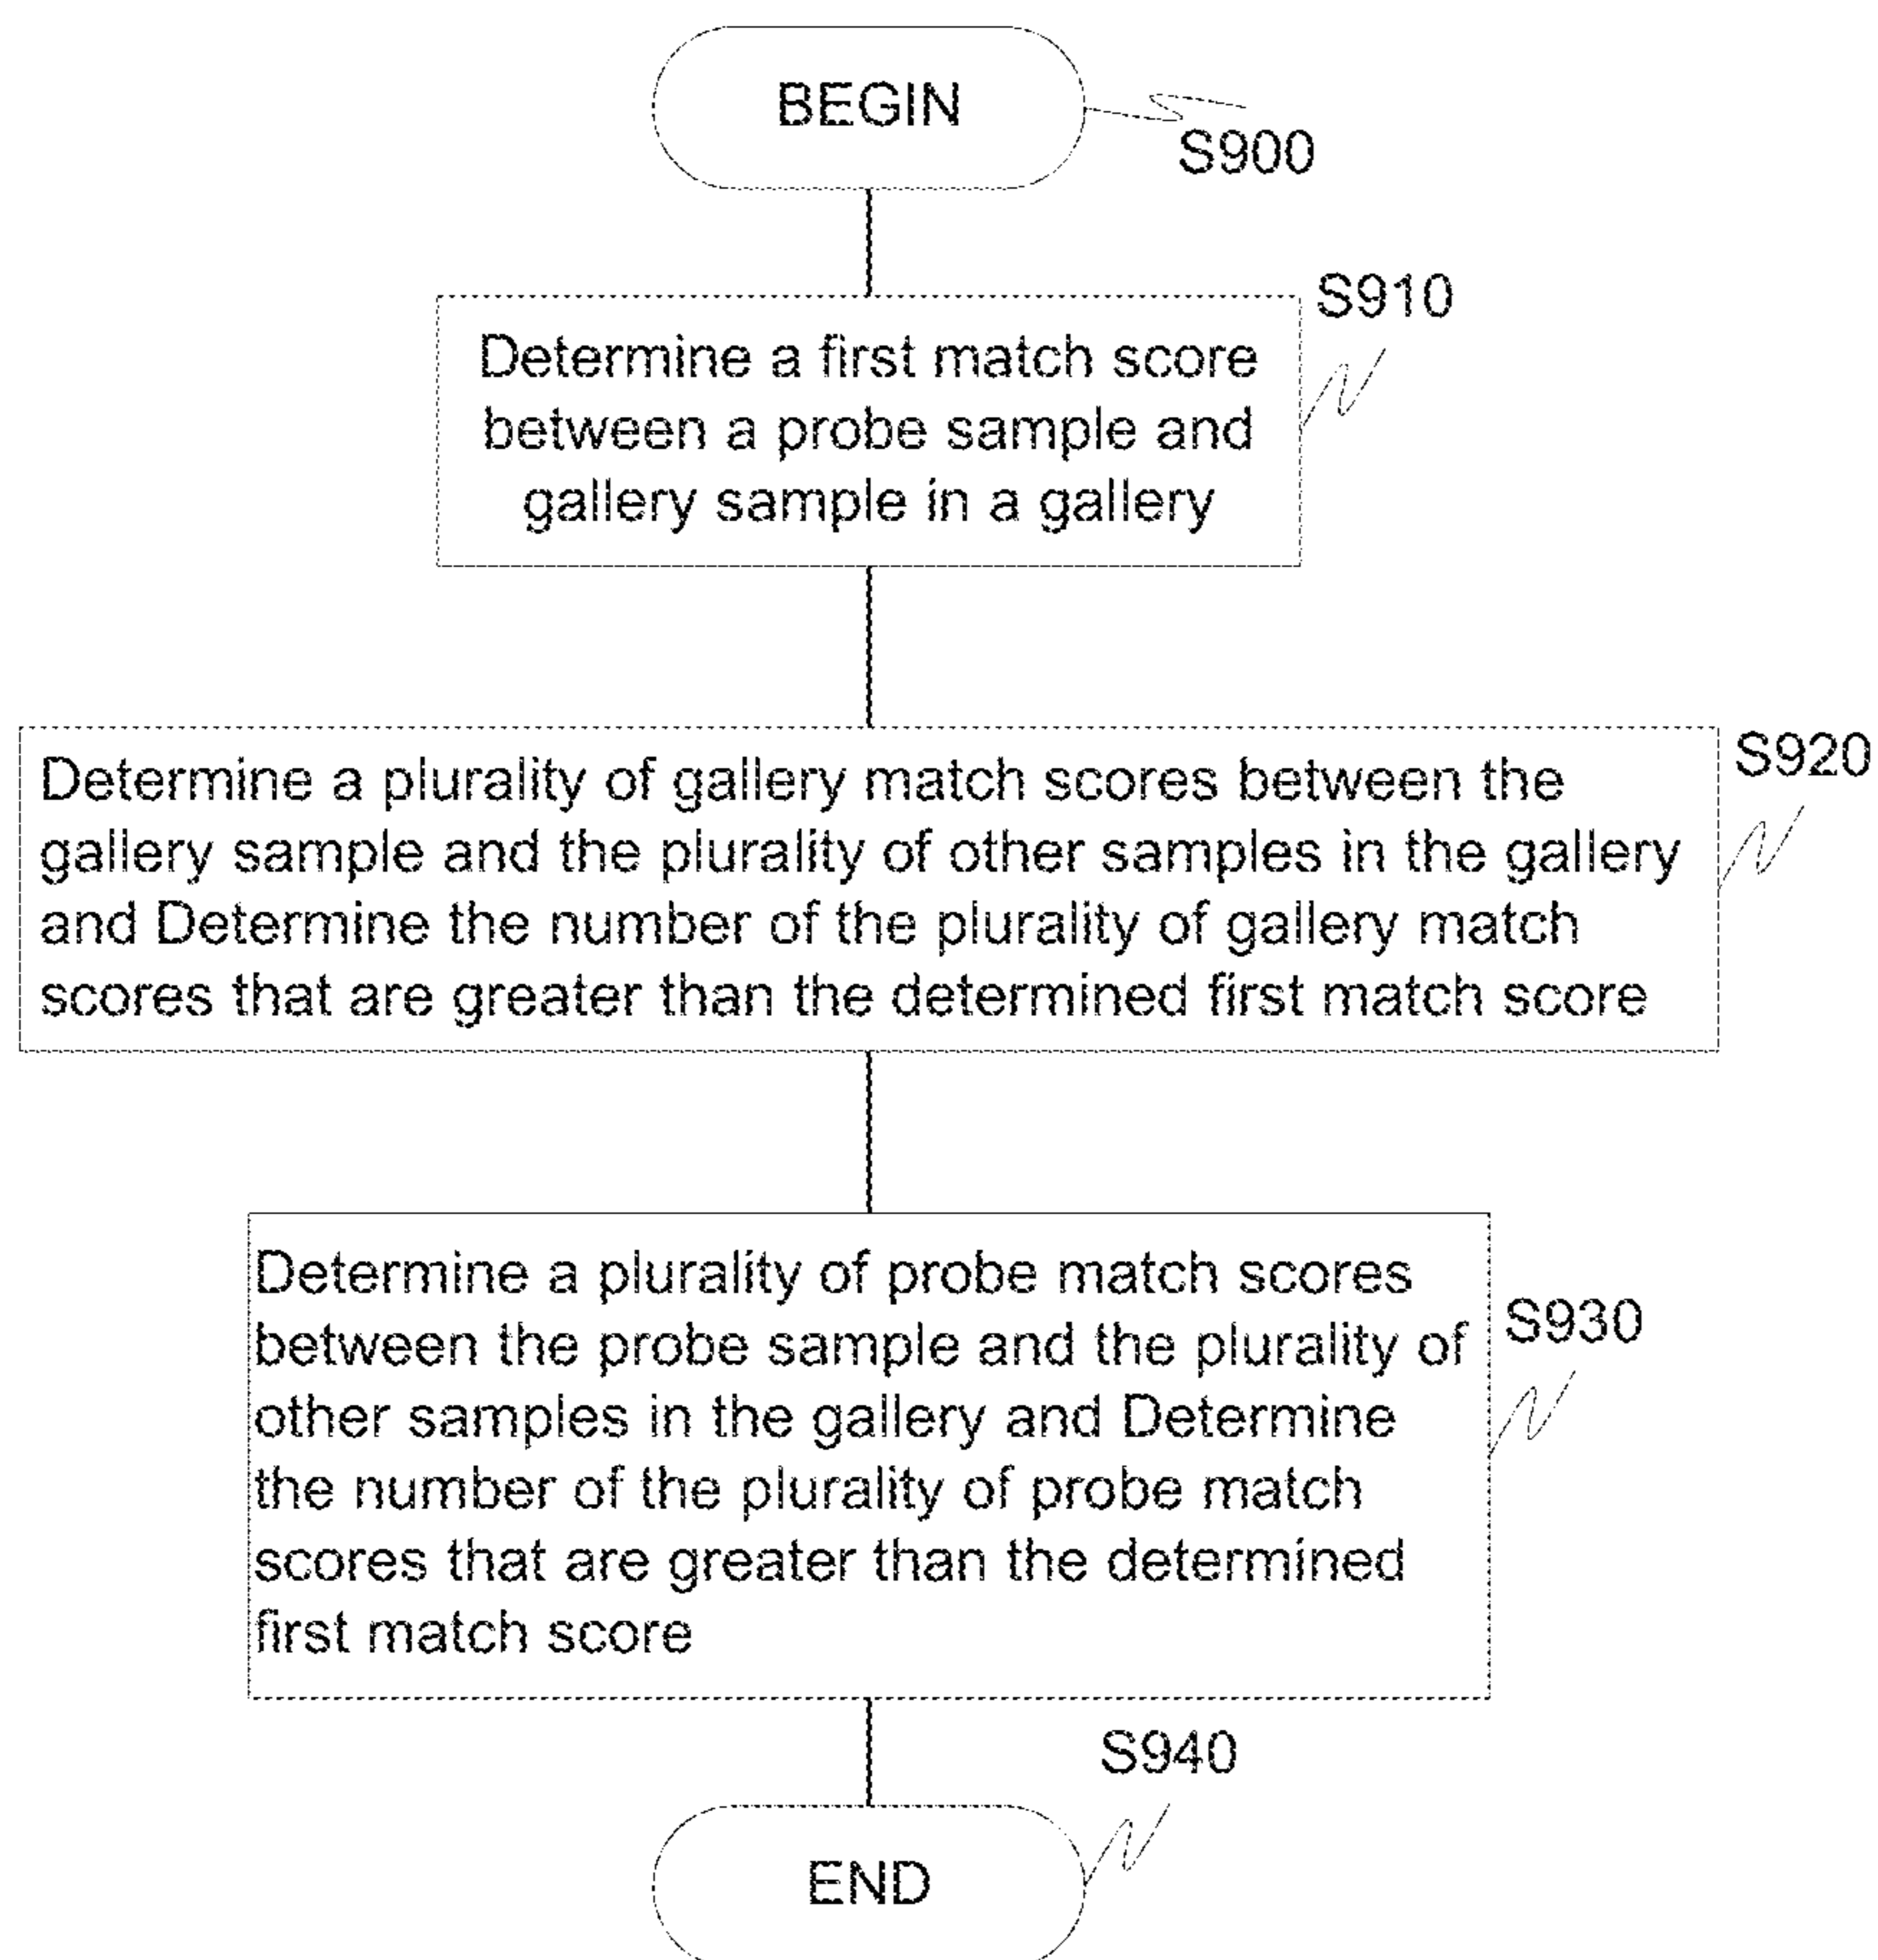 BEGIN
S900
S910
Determine a first match score
between a probe sample and
gallery sample in a gallery
S920
Determine a plurality of gallery match scores between the
gallery sample and the plurality of other samples in the gallery
and Determine the number of the plurality of gallery match
scores that are greater than the determined first match score
S930
Determine a plurality of probe match scores
between the probe sample and the plurality of
other samples in the gallery and Determine
the number of the plurality of probe match
scores that are greater than the determined
first match score
S940
END